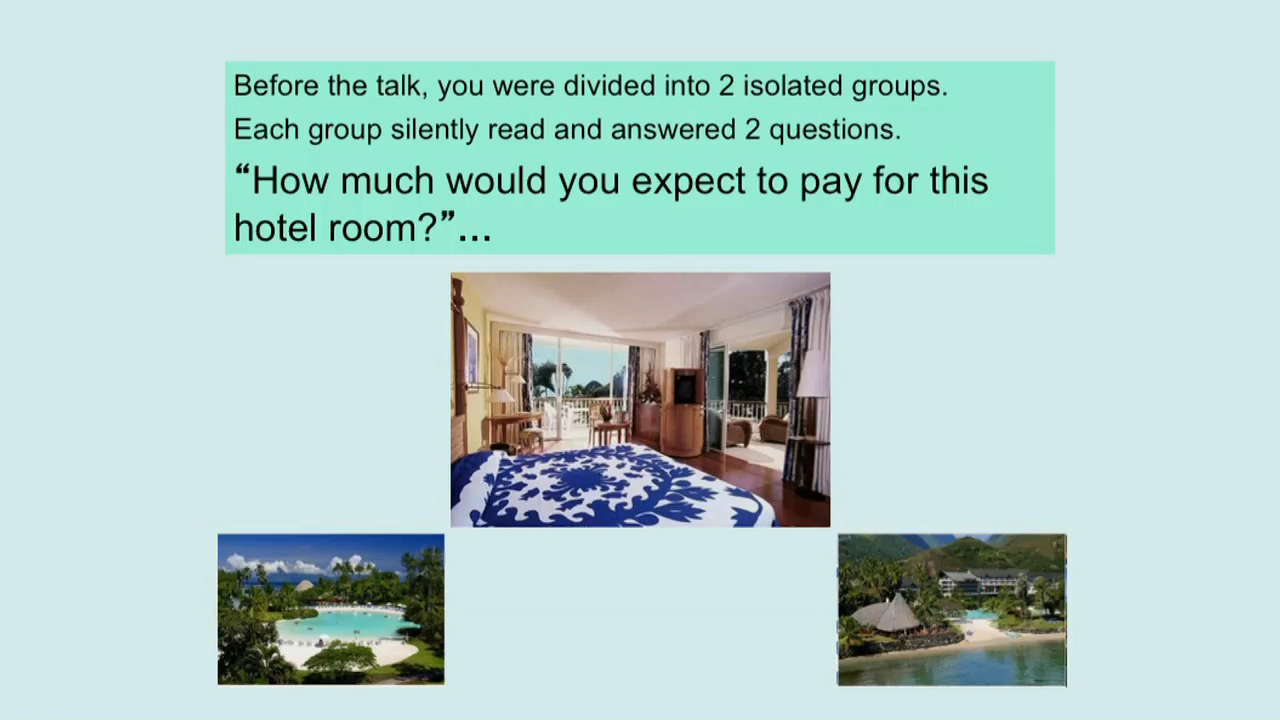 Before the talk, you were divided into 2 isolated groups.
Each group silently read and answered 2 questions.
“How much would you expect to pay for this
hotel room?”...